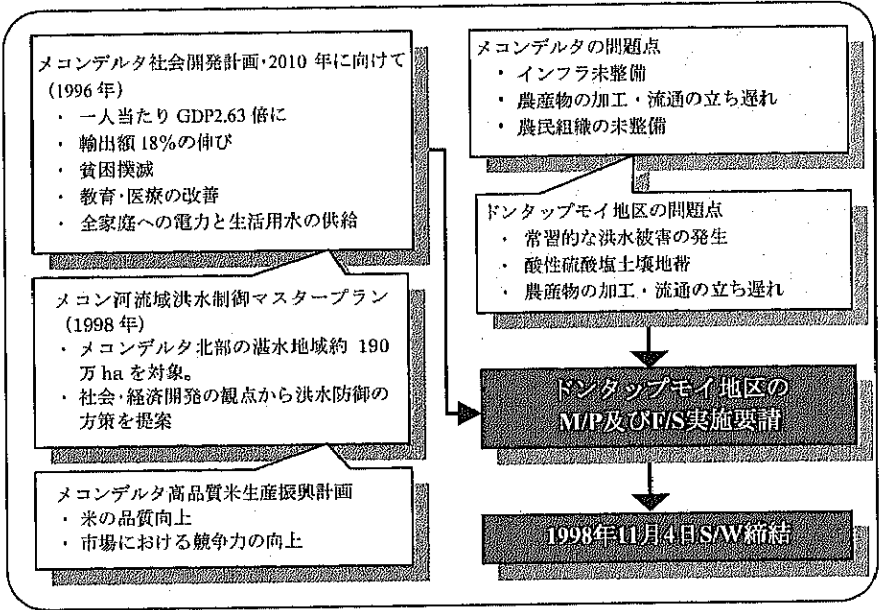 メコンデルタ社会開発計画・2010 年に向けて
(1996 年)
・ 一人当たり GDP2.63 倍に
・ 輸出額 18%の伸び
・ 貧困撲滅
・ 教育・医療の改善
・ 全家庭への電力と生活用水の供給
メコン河流域洪水制御マスタープラン
(1998 年)
・ メコンデルタ北部の湛水地域約 190
万 ha を対象。
・ 社会・経済開発の観点から洪水防御の
方策を提案
メコンデルタ高品質米生産振興計画
・ 米の品質向上
・ 市場における競争力の向上
メコンデルタの問題点
・ インフラ未整備
・ 農産物の加工・流通の立ち遅れ
・ 農民組織の未整備
ドンタップモイ地区の問題点
・ 常習的な洪水被害の発生
・ 酸性硫酸塩土壌地帯
・ 農産物の加工・流通の立ち遅れ
ドンタップモイ地区の
M/P及びF/S実施要請
1998年11月4日S/W締結